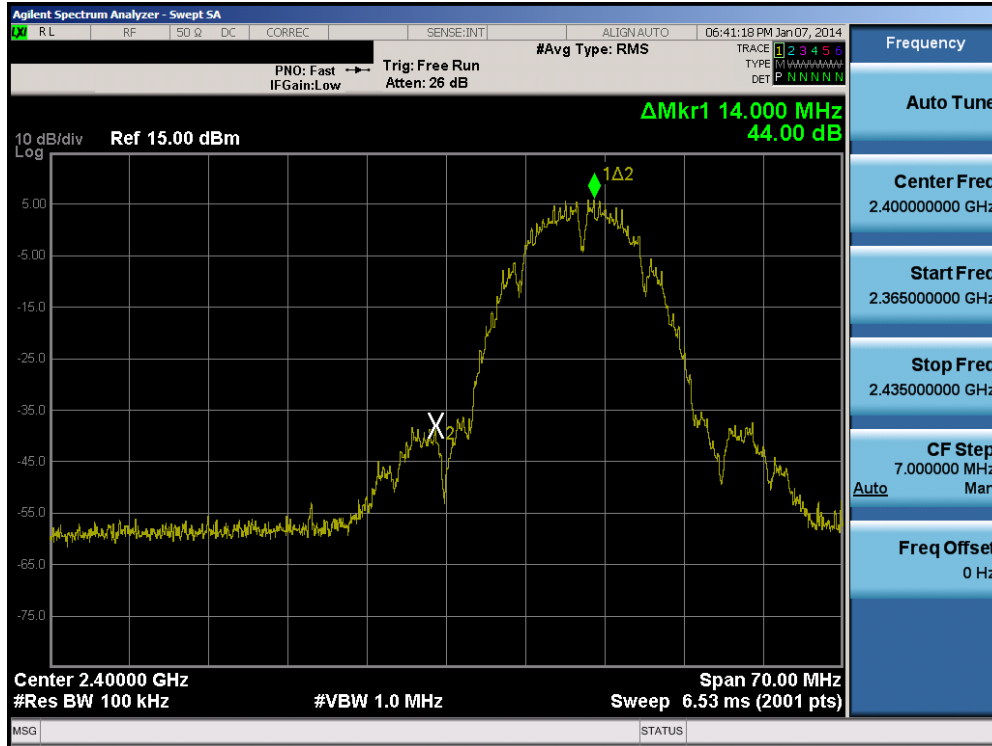 Agilent Spectrum Analyzer - Swept SA
LXI RL RF 50 Ω DC CORREC SENSE:INT ALIGN AUTO 06:41:18 PM Jan 07, 2014
PNO: Fast
IFGain:Low
Trig: Free Run
Atten: 26 dB
#Avg Type: RMS
TRACE 1 2 3 4 5 6
TYPE M WWWWW
DET P N N N N N
ΔMkr1 14.000 MHz
44.00 dB
10 dB/div Ref 15.00 dBm
Log
1Δ2
5.00
-5.00
-15.0
-25.0
-35.0
X2
-45.0
-55.0
-65.0
-75.0
Center 2.40000 GHz Span 70.00 MHz
#Res BW 100 kHz #VBW 1.0 MHz Sweep 6.53 ms (2001 pts)
MSG STATUS
Frequency
Auto Tune
Center Freq
2.400000000 GHz
Start Freq
2.365000000 GHz
Stop Freq
2.435000000 GHz
CF Step
7.000000 MHz
Auto Man
Freq Offset
0 Hz